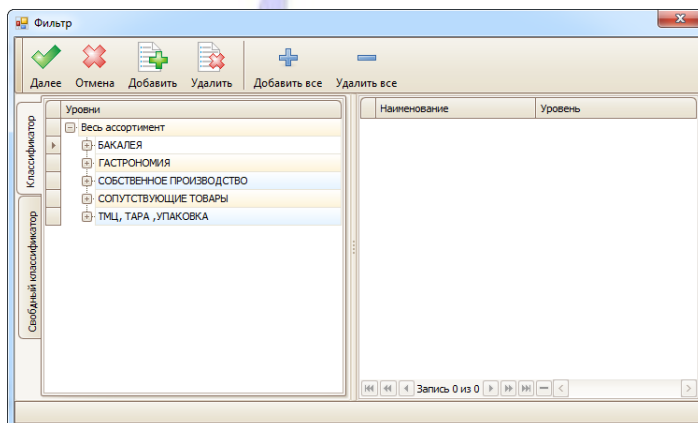 Фильтр
Далее Отмена Добавить Удалить Добавить все Удалить все
Классификатор
Свободный классификатор
Уровни
Весь ассортимент
БАКАЛЕЯ
ГАСТРОНОМИЯ
СОБСТВЕННОЕ ПРОИЗВОДСТВО
СОПУТСТВУЮЩИЕ ТОВАРЫ
ТМЦ, ТАРА ,УПАКОВКА
Наименование Уровень
Запись 0 из 0